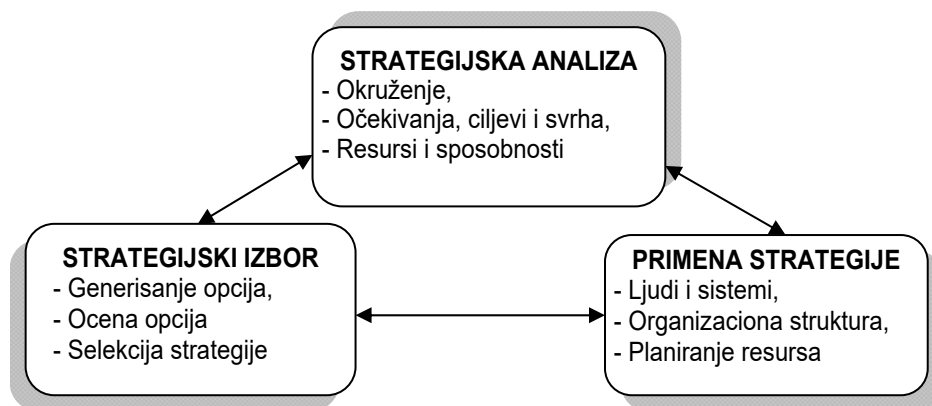 STRATEGIJSKA ANALIZA
- Okruženje,
- Očekivanja, ciljevi i svrha,
- Resursi i sposobnosti
STRATEGIJSKI IZBOR
- Generisanje opcija,
- Ocena opcija
- Selekcija strategije
PRIMENA STRATEGIJE
- Ljudi i sistemi,
- Organizaciona struktura,
- Planiranje resursa